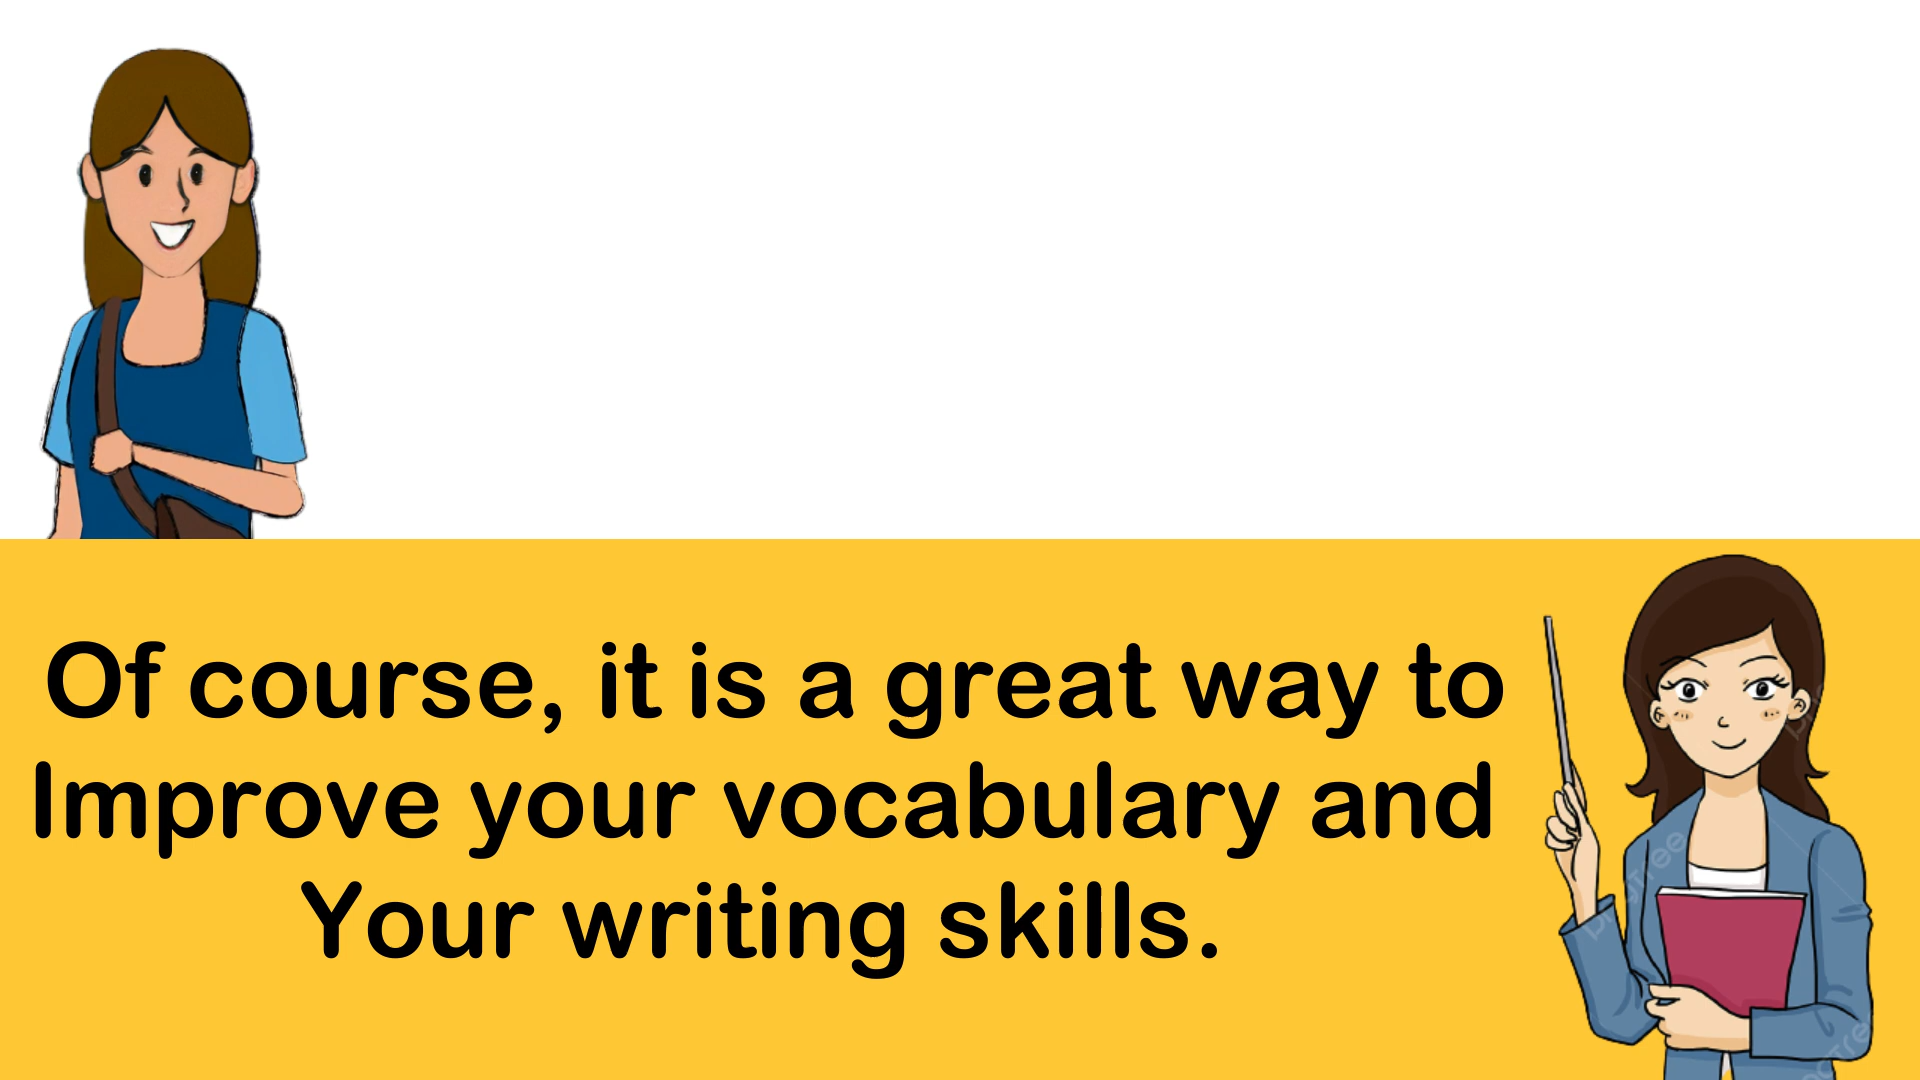 Of course, it is a great way to
Improve your vocabulary and
Your writing skills.